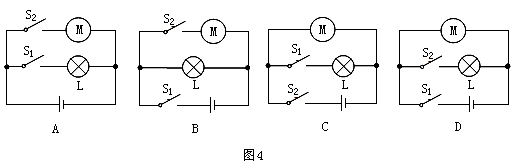 S₂ M S₂ M M M
S₁ L L S₁ L S₂ L
S₁ S₂ S₁
A B C D
图4